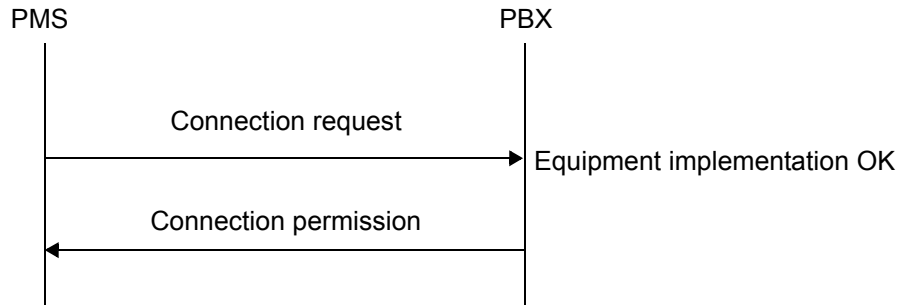 PMS
PBX
Connection request
Equipment implementation OK
Connection permission